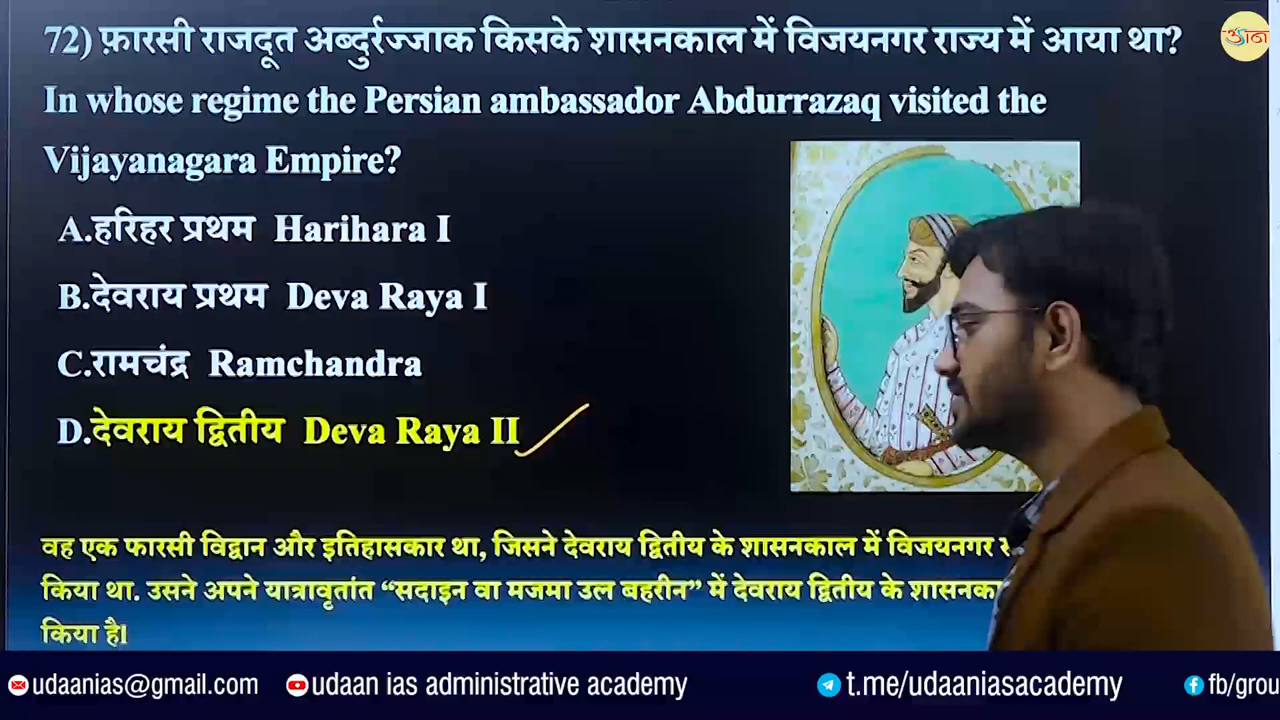 72) फ़ारसी राजदूत अब्दुर्रज्जाक किसके शासनकाल में विजयनगर राज्य में आया था?
In whose regime the Persian ambassador Abdurrazaq visited the
Vijayanagara Empire?
A.हरिहर प्रथम Harihara I
B.देवराय प्रथम Deva Raya I
C.रामचंद्र Ramchandra
D.देवराय द्वितीय Deva Raya II
वह एक फारसी विद्वान और इतिहासकार था, जिसने देवराय द्वितीय के शासनकाल में विजयनगर
किया था. उसने अपने यात्रावृतांत “सदाइन वा मजमा उल बहरीन” में देवराय द्वितीय के
किया है।
udaanias@gmail.com udaan ias administrative academy t.me/udaaniasacademy
उड़ान